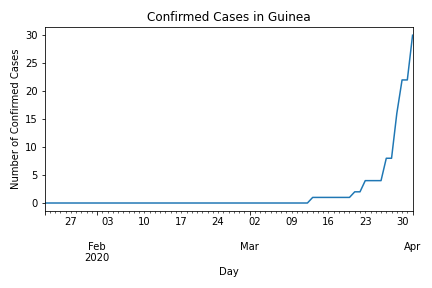 Confirmed Cases in Guinea
30
25
20
15
10
5
0
Number of Confirmed Cases
27 03 10 17 24 02 09 16 23 30
Feb Mar Apr
2020
Day